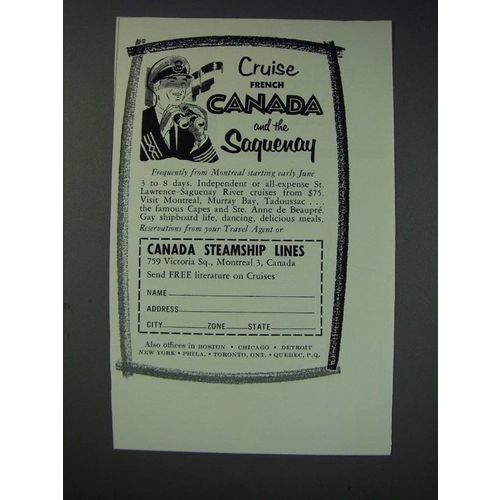 Cruise
FRENCH
CANADA
and the
Saguenay
Frequently from Montreal starting early June
3 to 8 days. Independent or all-expense St.
Lawrence-Saguenay River cruises from $75.
Visit Montreal, Murray Bay, Tadoussac . . .
the famous Capes and Ste. Anne de Beaupré.
Gay shipboard life, dancing, delicious meals.
Reservations from your Travel Agent or
CANADA STEAMSHIP LINES
759 Victoria Sq., Montreal 3, Canada
Send FREE literature on Cruises
NAME
ADDRESS
CITY ZONE STATE
Also offices in BOSTON • CHICAGO • DETROIT
NEW YORK • PHILA. • TORONTO, ONT. • QUEBEC, P.Q.